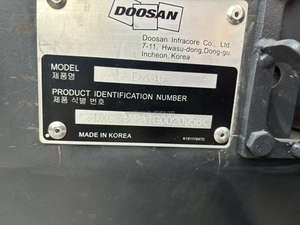 DOOSAN
Doosan Infracore Co., Ltd.
7-11, Hwasu-dong, Dong-gu,
Incheon, Korea
MODEL
제품명
PRODUCT IDENTIFICATION NUMBER
제품 식별 번호
MADE IN KOREA